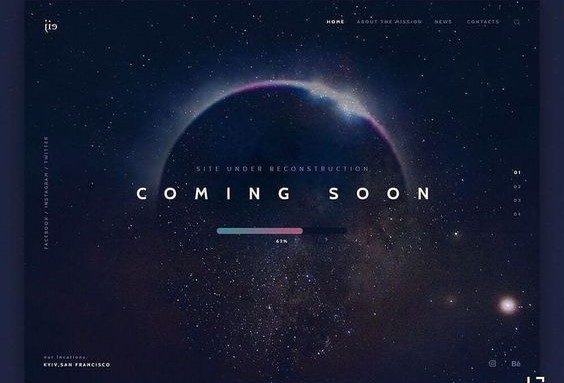 HOME ABOUT THE MISSION NEWS CONTACTS
FACEBOOK / INSTAGRAM / TWITTER
SITE UNDER RECONSTRUCTION
COMING SOON
63%
01
02
03
04
our locations:
KYIV, SAN FRANCISCO
Bē